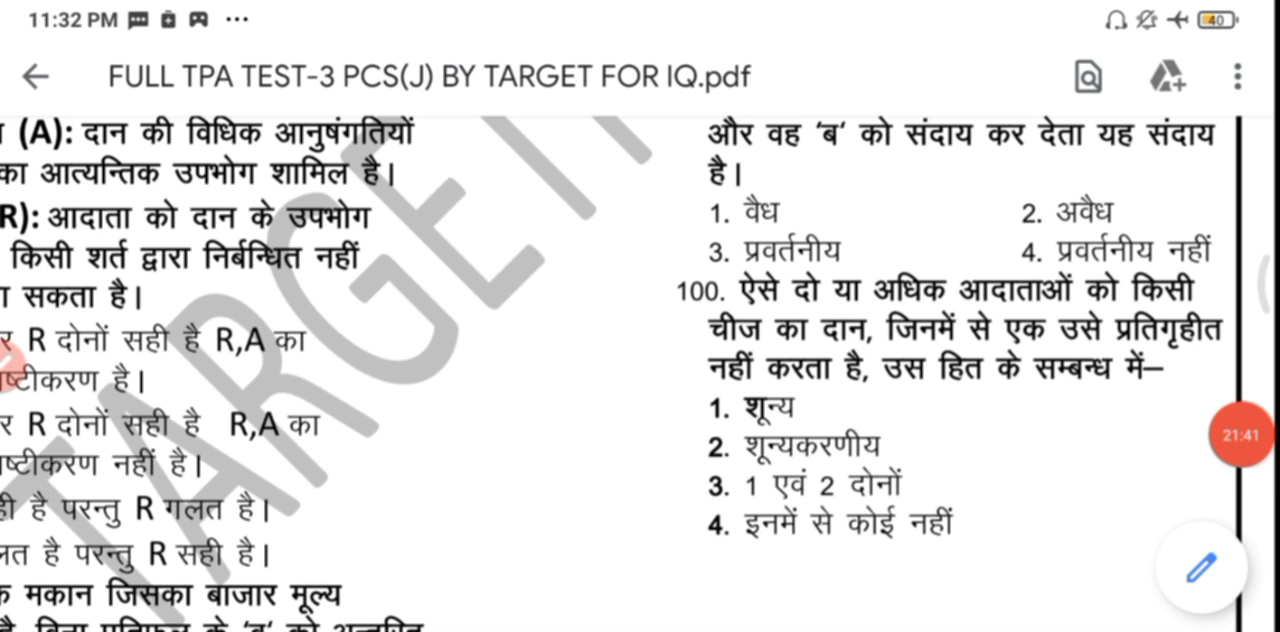 11:32 PM
40
FULL TPA TEST-3 PCS(J) BY TARGET FOR IQ.pdf
(A): दान की विधिक आनुषंगतियों
का आत्यन्तिक उपभोग शामिल है।
R): आदाता को दान के उपभोग
किसी शर्त द्वारा निर्बन्धित नहीं
सकता है।
R दोनों सही है R,A का
है।
R दोनों सही है R,A का
नहीं है।
है परन्तु R गलत है।
है परन्तु R सही है।
मकान जिसका बाजार मूल्य
और वह ‘ब’ को संदाय कर देता यह संदाय
है।
1. वैध 2. अवैध
3. प्रवर्तनीय 4. प्रवर्तनीय नहीं
100. ऐसे दो या अधिक आदाताओं को किसी
चीज का दान, जिनमें से एक उसे प्रतिगृहीत
नहीं करता है, उस हित के सम्बन्ध में–
1. शून्य
2. शून्यकरणीय
3. 1 एवं 2 दोनों
4. इनमें से कोई नहीं
21:41
TARGET